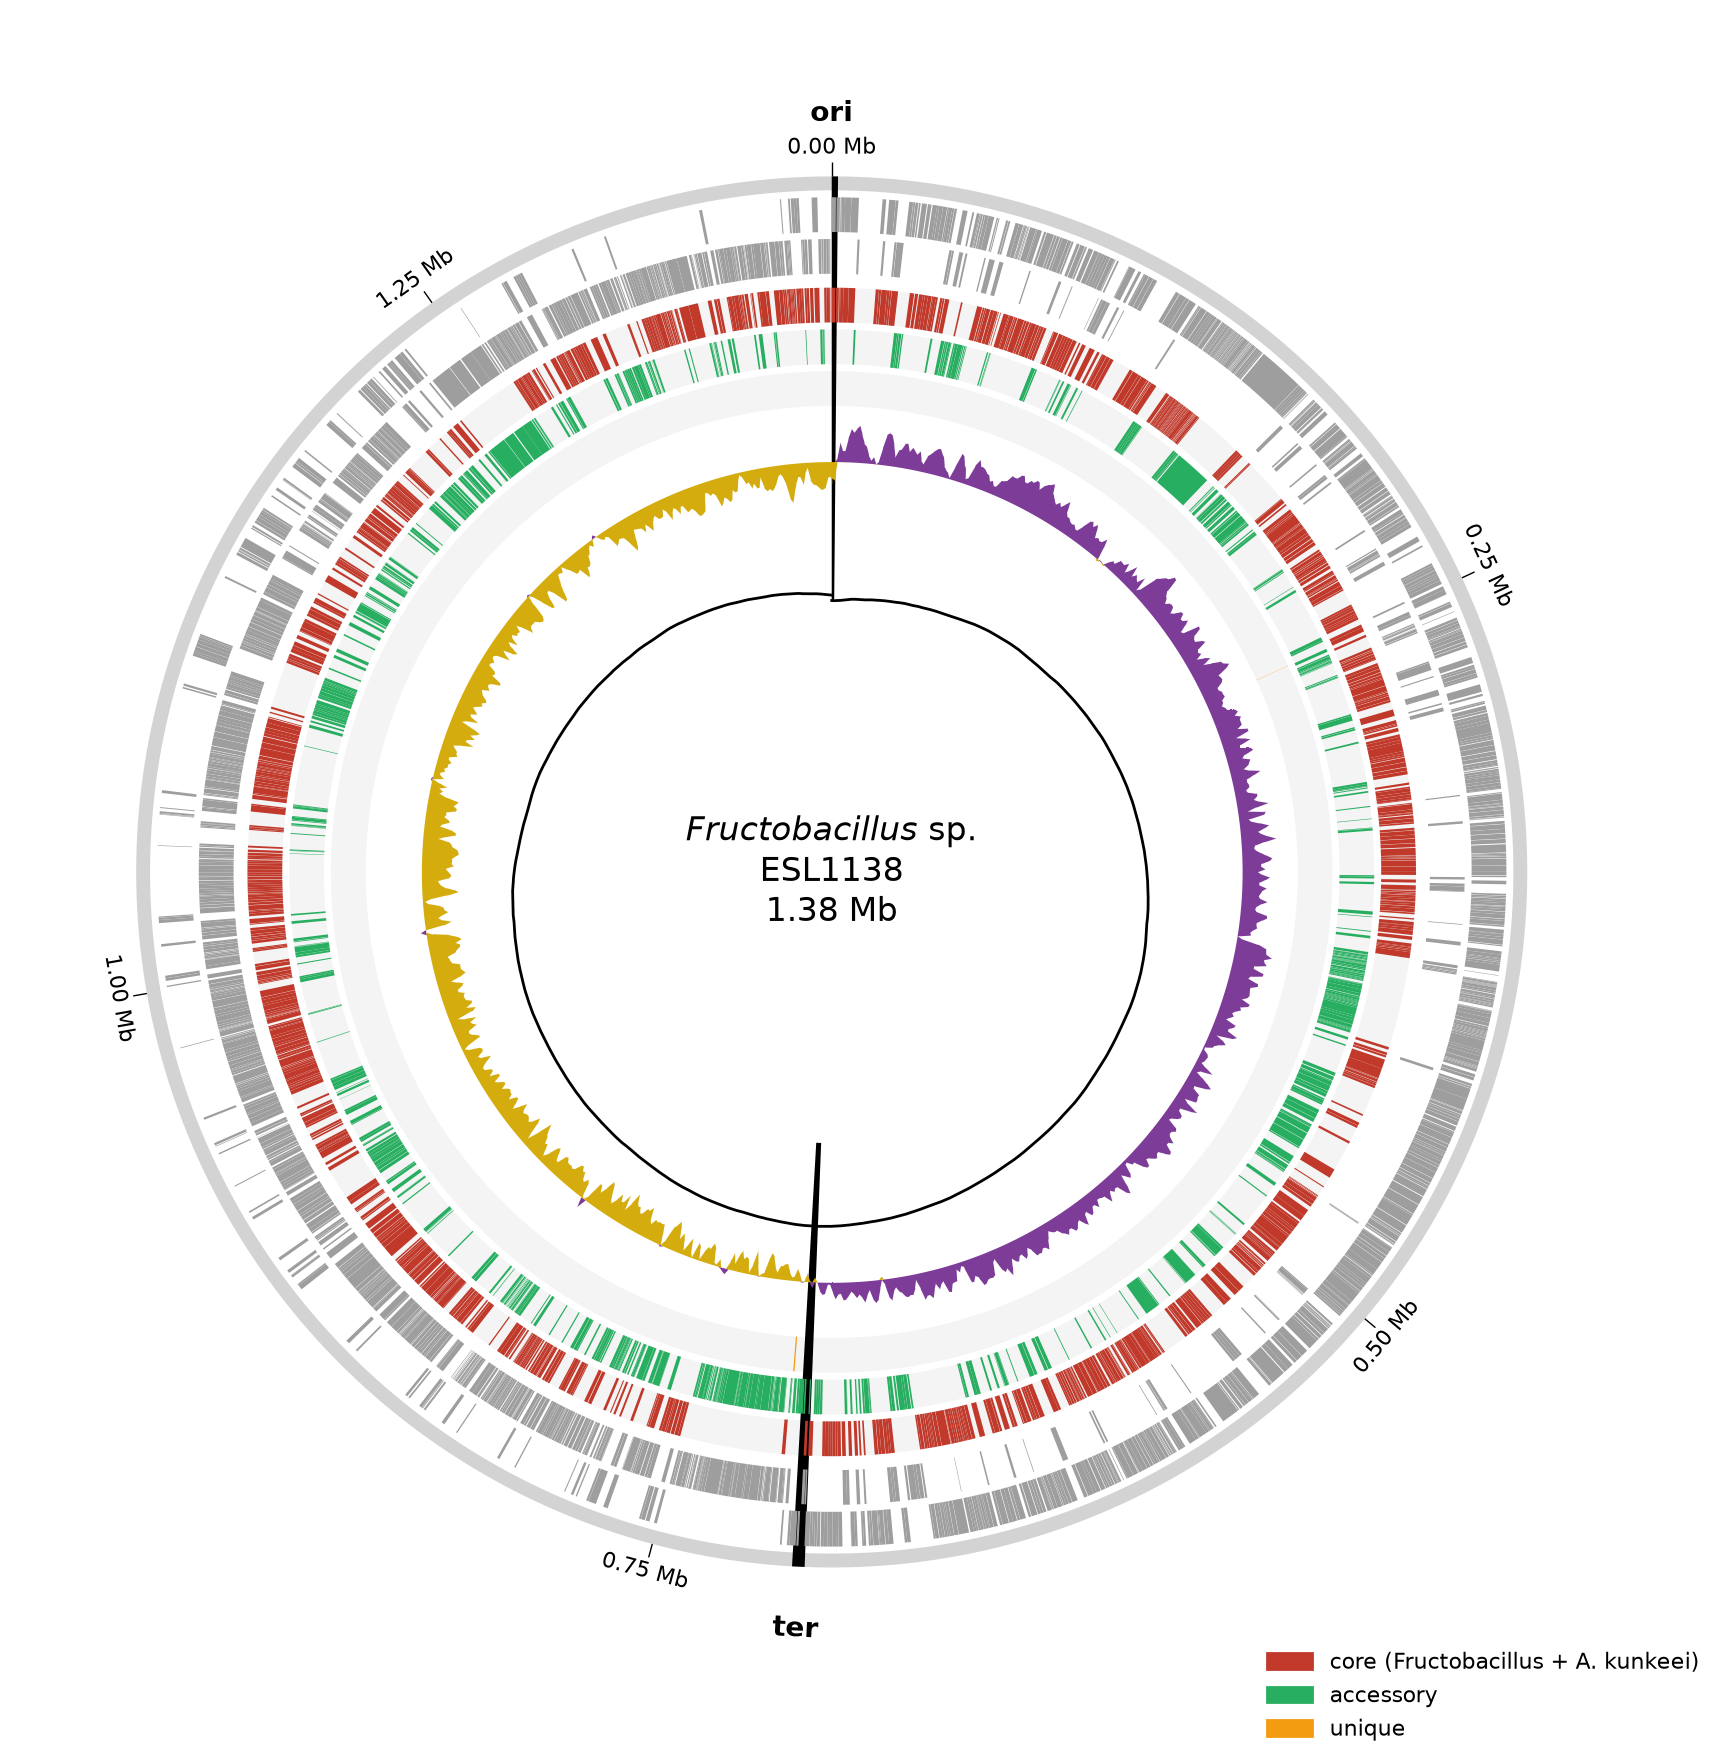 ori
0.00 Mb
1.25 Mb
0.25 Mb
Fructobacillus sp.
ESL1138
1.38 Mb
1.00 Mb
0.50 Mb
0.75 Mb
ter
core (Fructobacillus + A. kunkeei)
accessory
unique